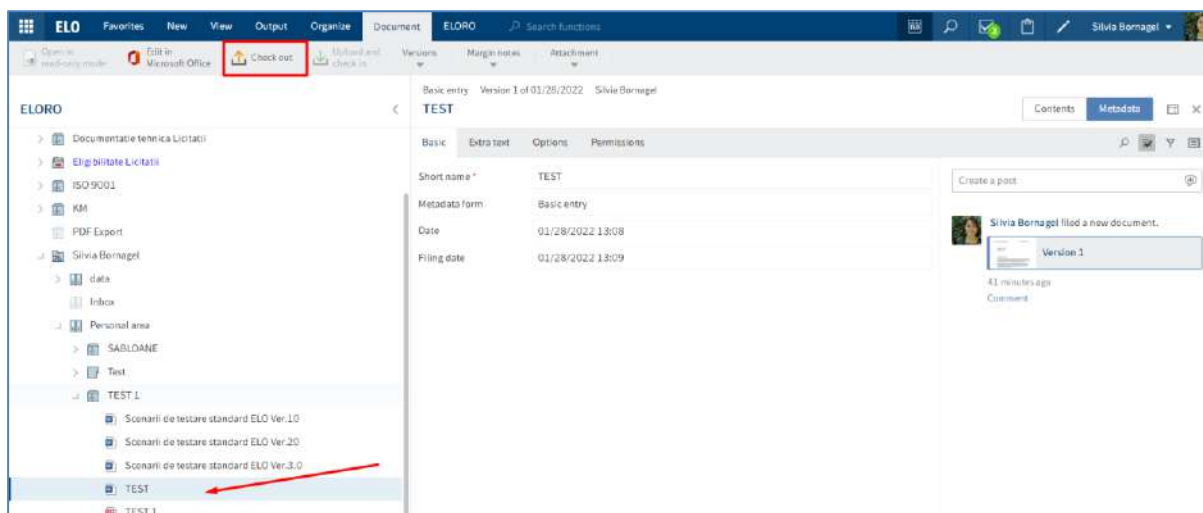 ELO Favorites New View Output Organize Document ELORO Search functions Silvia Bornagel
Open in read-only mode
Edit in Microsoft Office
Check out
Upload and check in
Versions Margin notes Attachment
Basic entry Version 1 of 01/28/2022 Silvia Bornagel
ELORO
TEST
Contents Metadata
Basic Extra text Options Permissions
Documentatie tehnica Licitatii
Eligibilitate Licitatii
ISO 9001
KM
PDF Export
Silvia Bornagel
data
Inbox
Personal area
SABLOANE
Test
TEST 1
Scenarii de testare standard ELO Ver.10
Scenarii de testare standard ELO Ver.20
Scenarii de testare standard ELO Ver.3.0
TEST
TEST 1
Short name * TEST
Metadata form Basic entry
Date 01/28/2022 13:08
Filing date 01/28/2022 13:09
Create a post
Silvia Bornagel filed a new document.
Version 1
41 minutes ago
Comment